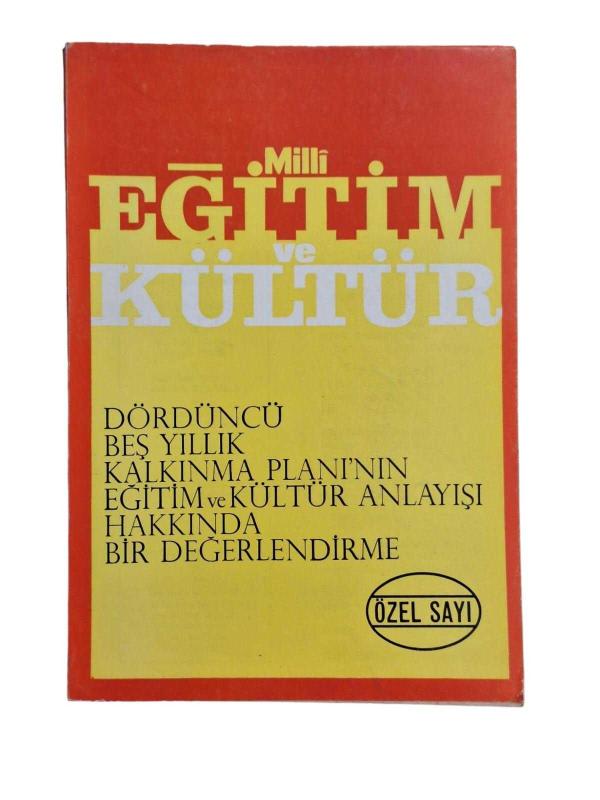 Millî
EĞİTİM
ve
KÜLTÜR
DÖRDÜNCÜ
BEŞ YILLIK
KALKINMA PLANI'NIN
EĞİTİM ve KÜLTÜR ANLAYIŞI
HAKKINDA
BİR DEĞERLENDİRME
ÖZEL SAYI